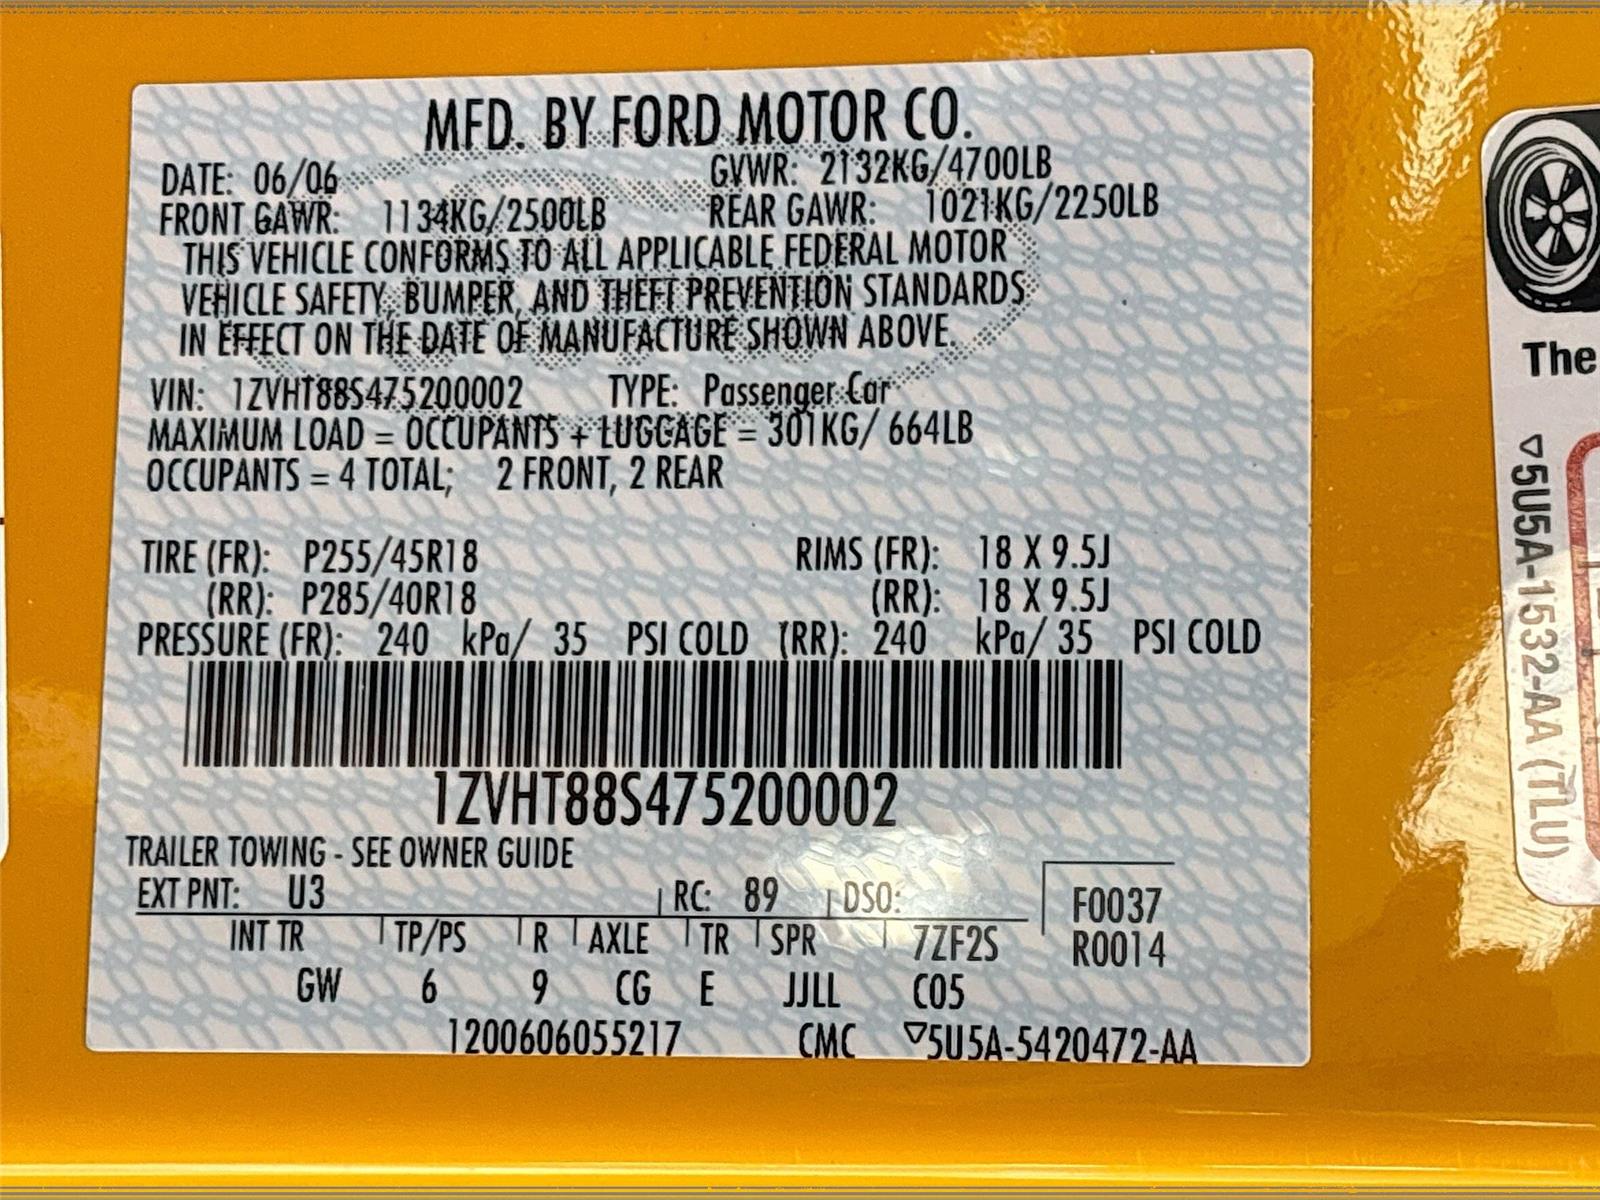 MFD. BY FORD MOTOR CO.
DATE: 06/06 GVWR: 2132KG/4700LB
FRONT GAWR: 1134KG/2500LB REAR GAWR: 1021KG/2250LB
THIS VEHICLE CONFORMS TO ALL APPLICABLE FEDERAL MOTOR
VEHICLE SAFETY, BUMPER, AND THEFT PREVENTION STANDARDS
IN EFFECT ON THE DATE OF MANUFACTURE SHOWN ABOVE.
VIN: 1ZVHT88S475200002 TYPE: Passenger Car
MAXIMUM LOAD = OCCUPANTS + LUGGAGE = 301KG/ 664LB
OCCUPANTS = 4 TOTAL; 2 FRONT, 2 REAR
TIRE (FR): P255/45R18 RIMS (FR): 18 X 9.5J
(RR): P285/40R18 (RR): 18 X 9.5J
PRESSURE (FR): 240 kPa/ 35 PSI COLD (RR): 240 kPa/ 35 PSI COLD
1ZVHT88S475200002
TRAILER TOWING - SEE OWNER GUIDE
EXT PNT: U3 RC: 89 DSO:
F0037
INT TR TP/PS R AXLE TR SPR 7ZF2S
R0014
GW 6 9 CG E JJLL C05
1200606055217 CMC ▽5U5A-5420472-AA
The
▽5U5A-1532-AA (TLU)